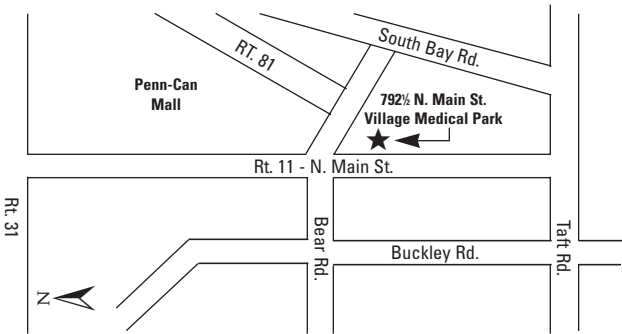 South Bay Rd.
RT. 81
Penn-Can
Mall
792½ N. Main St.
Village Medical Park
Rt. 11 - N. Main St.
Rt. 31
Bear Rd.
Buckley Rd.
Taft Rd.
N